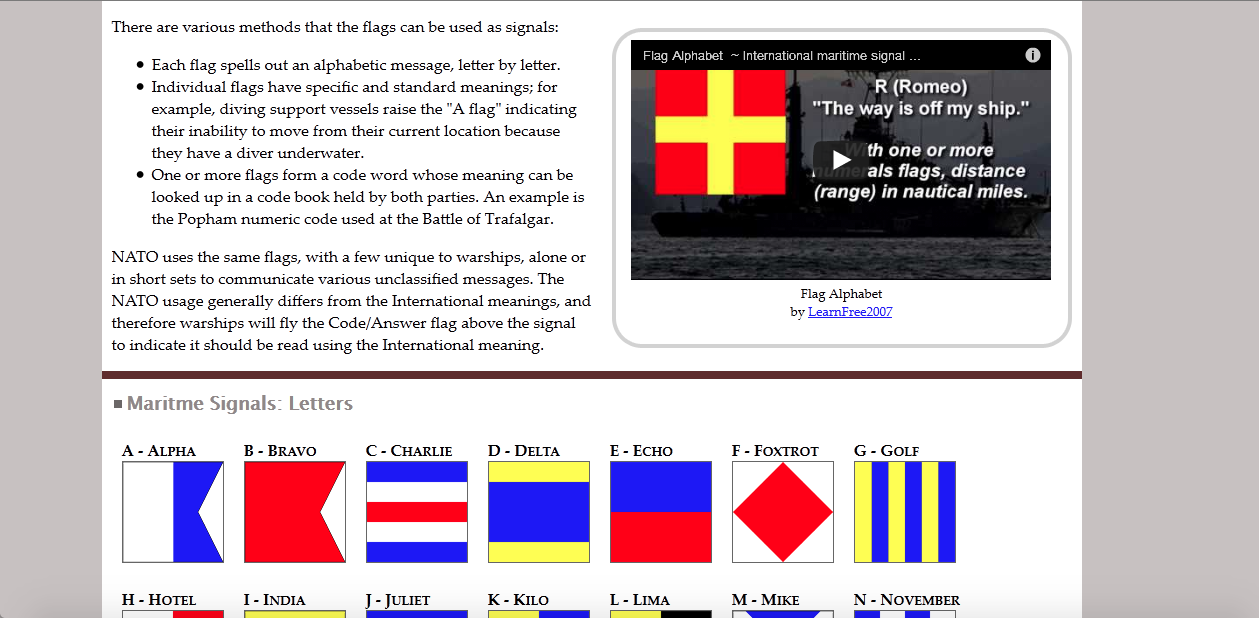 There are various methods that the flags can be used as signals:
● Each flag spells out an alphabetic message, letter by letter.
● Individual flags have specific and standard meanings; for
example, diving support vessels raise the "A flag" indicating
their inability to move from their current location because
they have a diver underwater.
● One or more flags form a code word whose meaning can be
looked up in a code book held by both parties. An example is
the Popham numeric code used at the Battle of Trafalgar.
NATO uses the same flags, with a few unique to warships, alone or
in short sets to communicate various unclassified messages. The
NATO usage generally differs from the International meanings, and
therefore warships will fly the Code/Answer flag above the signal
to indicate it should be read using the International meaning.
Flag Alphabet ~ International maritime signal ...
R (Romeo)
"The way is off my ship."
With one or more
numerals flags, distance
(range) in nautical miles.
Flag Alphabet
by LearnFree2007
Maritme Signals: Letters
A - Alpha
B - Bravo
C - Charlie
D - Delta
E - Echo
F - Foxtrot
G - Golf
H - Hotel
I - India
J - Juliet
K - Kilo
L - Lima
M - Mike
N - November